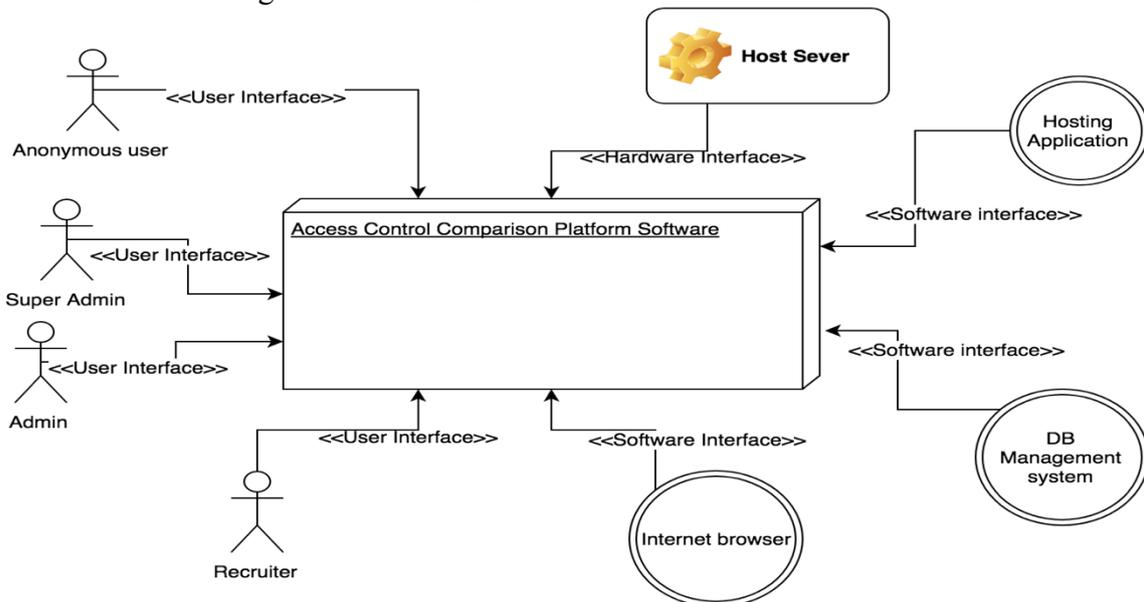 Host Sever
<<User Interface>>
Anonymous user
<<Hardware Interface>>
Hosting
Application
<<Software interface>>
Access Control Comparison Platform Software
<<User Interface>>
Super Admin
<<User Interface>>
Admin
<<Software interface>>
<<User Interface>>
<<Software Interface>>
DB
Management
system
Internet browser
Recruiter